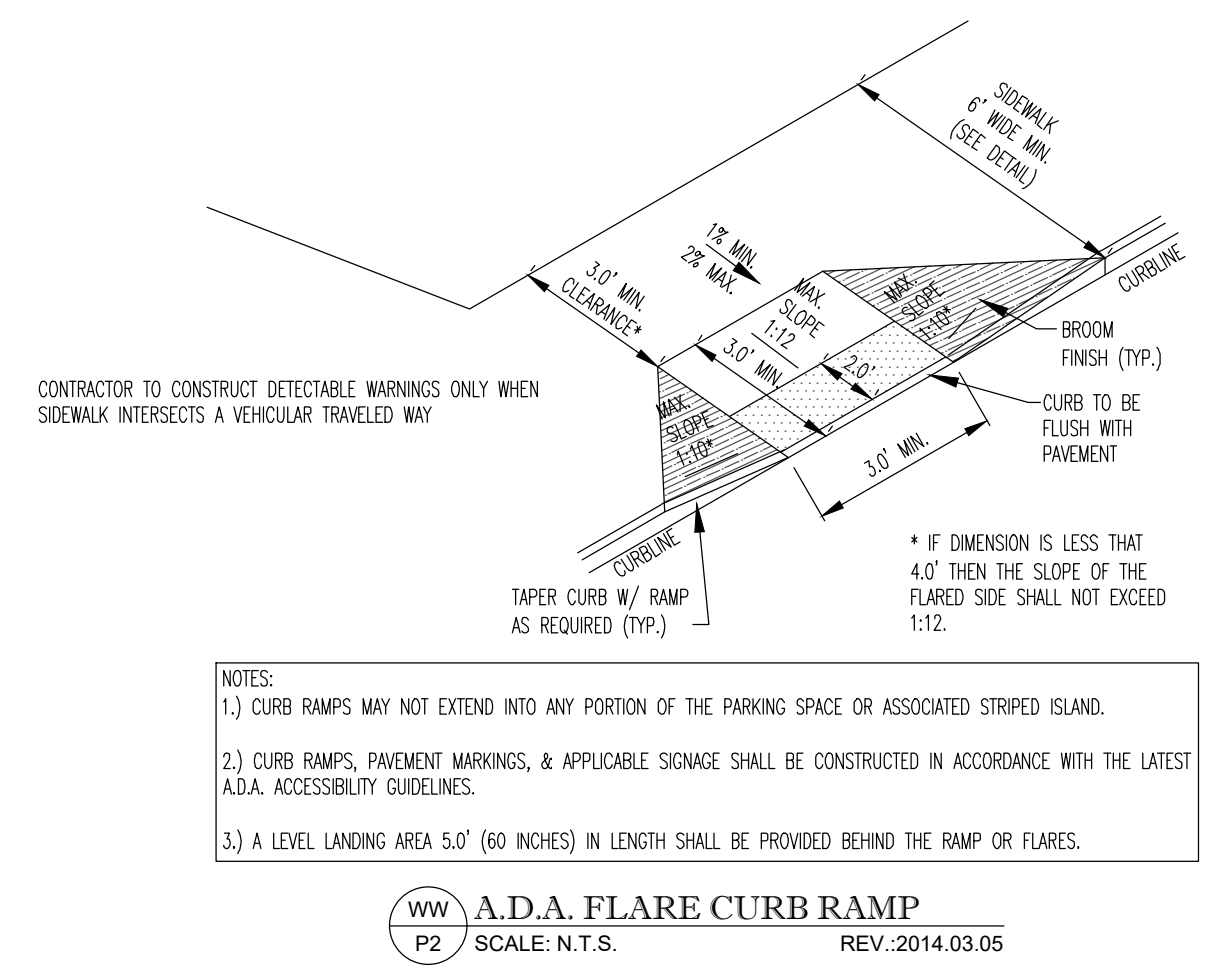 SIDEWALK
6' WIDE MIN.
(SEE DETAIL)
1% MIN.
2% MAX.
3.0' MIN.
CLEARANCE*
MAX.
SLOPE
1:12
3.0' MIN.
2.0'
MAX.
SLOPE
1:10*
CURBLINE
BROOM
FINISH (TYP.)
CONTRACTOR TO CONSTRUCT DETECTABLE WARNINGS ONLY WHEN
SIDEWALK INTERSECTS A VEHICULAR TRAVELED WAY
MAX.
SLOPE
1:10*
CURB TO BE
FLUSH WITH
PAVEMENT
3.0' MIN.
CURBLINE
TAPER CURB W/ RAMP
AS REQUIRED (TYP.)
* IF DIMENSION IS LESS THAT
4.0' THEN THE SLOPE OF THE
FLARED SIDE SHALL NOT EXCEED
1:12.
NOTES:
1.) CURB RAMPS MAY NOT EXTEND INTO ANY PORTION OF THE PARKING SPACE OR ASSOCIATED STRIPED ISLAND.
2.) CURB RAMPS, PAVEMENT MARKINGS, & APPLICABLE SIGNAGE SHALL BE CONSTRUCTED IN ACCORDANCE WITH THE LATEST
A.D.A. ACCESSIBILITY GUIDELINES.
3.) A LEVEL LANDING AREA 5.0' (60 INCHES) IN LENGTH SHALL BE PROVIDED BEHIND THE RAMP OR FLARES.
WW
P2
A.D.A. FLARE CURB RAMP
SCALE: N.T.S.
REV.:2014.03.05